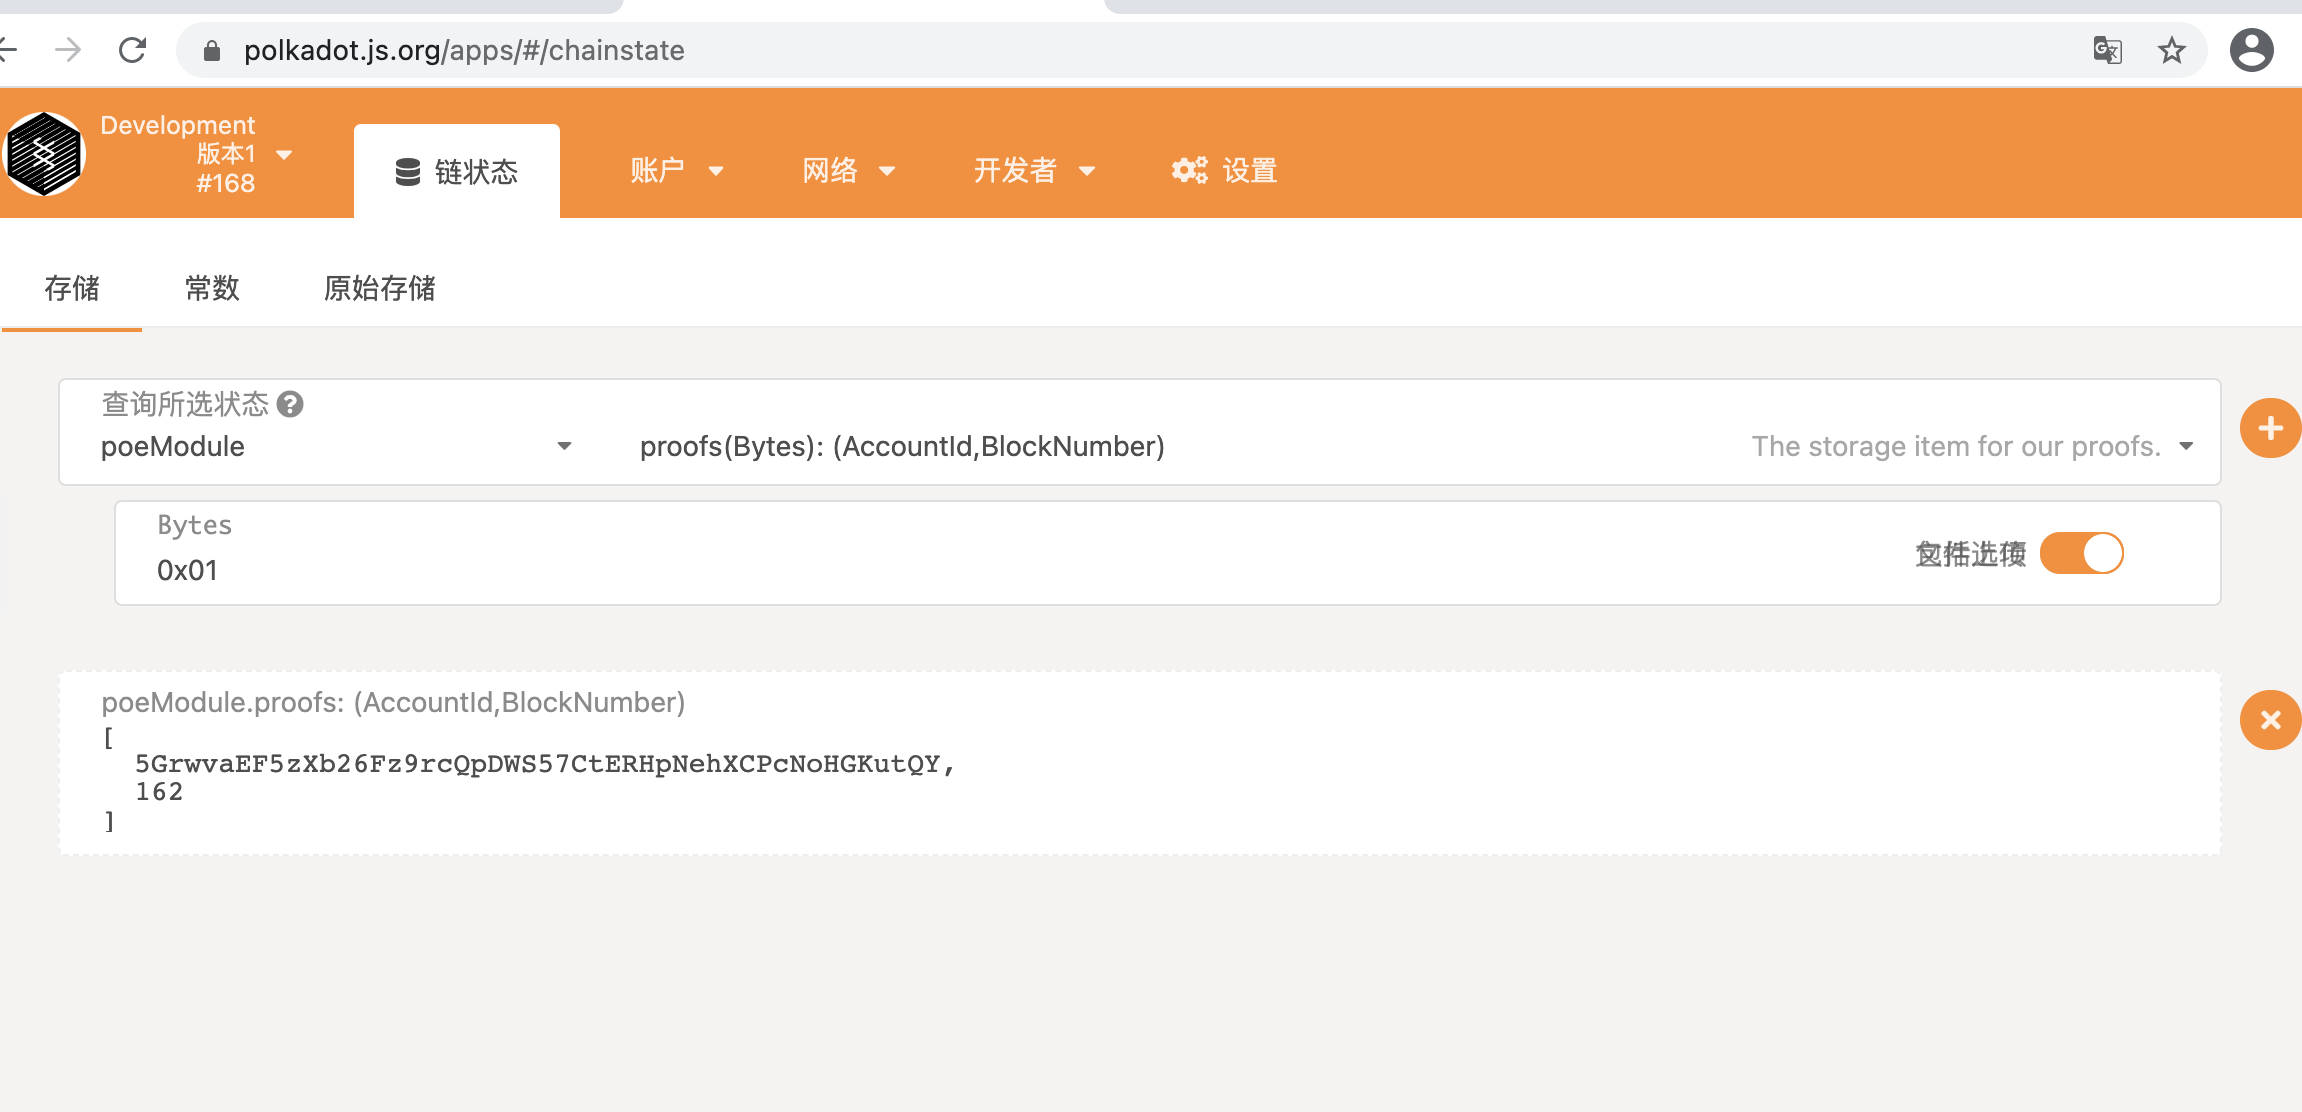 polkadot.js.org/apps/#/chainstate
Development
版本1
#168
链状态
账户
网络
开发者
设置
存储
常数
原始存储
查询所选状态
poeModule
proofs(Bytes): (AccountId,BlockNumber)
The storage item for our proofs.
Bytes
0x01
poeModule.proofs: (AccountId,BlockNumber)
[
5GrwvaEF5zXb26Fz9rcQpDWS57CtERHpNehXCPcNoHGKutQY,
162
]